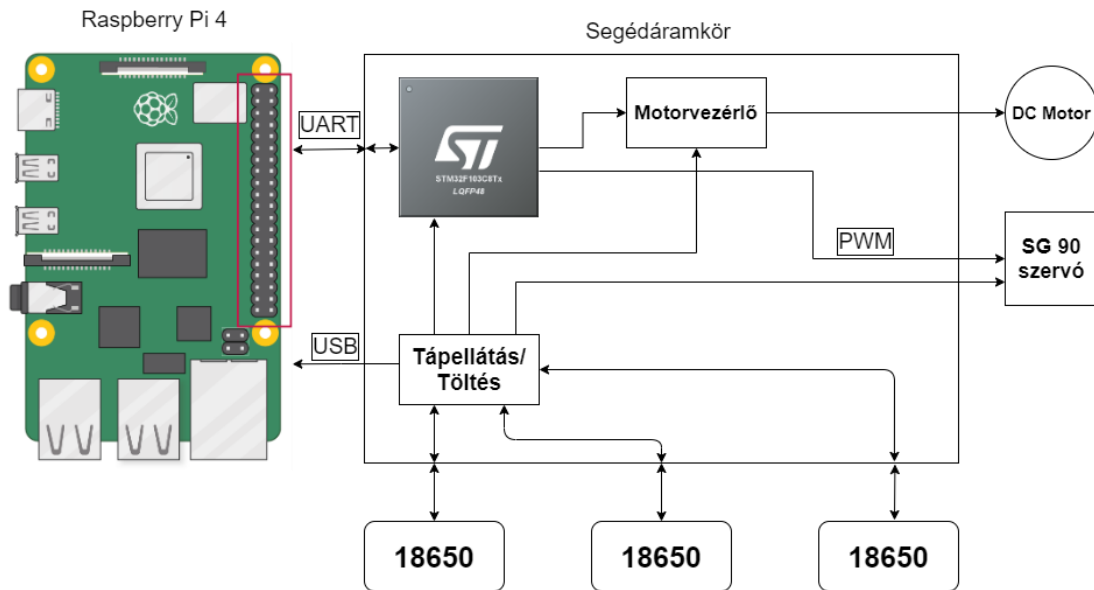 Raspberry Pi 4
Segédáramkör
UART
STM32F103C8Tx
LQFP48
Motorvezérlő
DC Motor
PWM
SG 90
szervó
USB
Tápellátás/
Töltés
18650
18650
18650